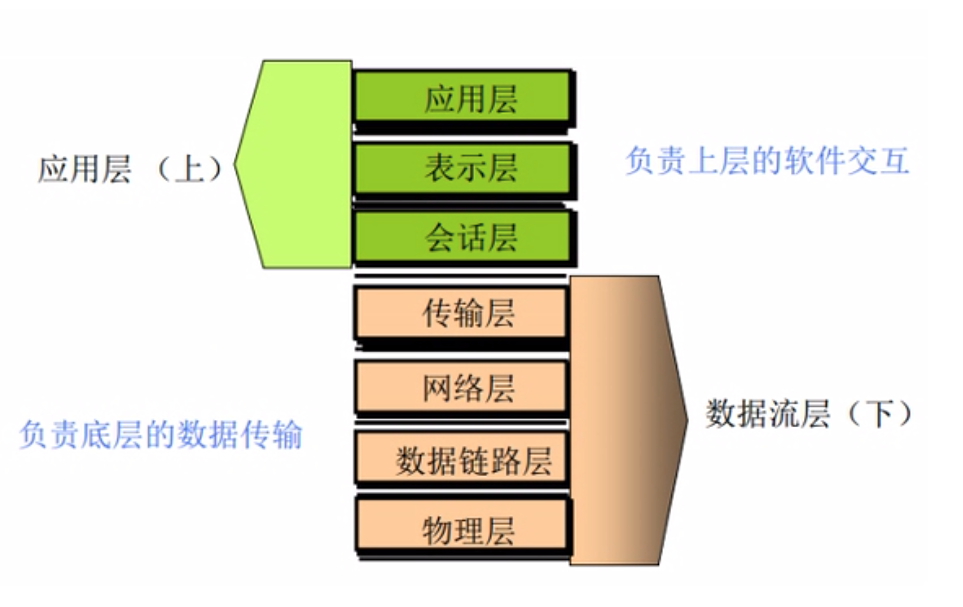 应用层
表示层
会话层
应用层 （上）
负责上层的软件交互
传输层
网络层
数据链路层
物理层
数据流层（下）
负责底层的数据传输